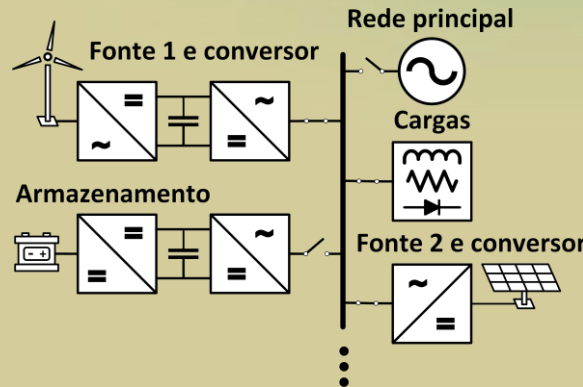 Rede principal
Fonte 1 e conversor
Cargas
Armazenamento
Fonte 2 e conversor